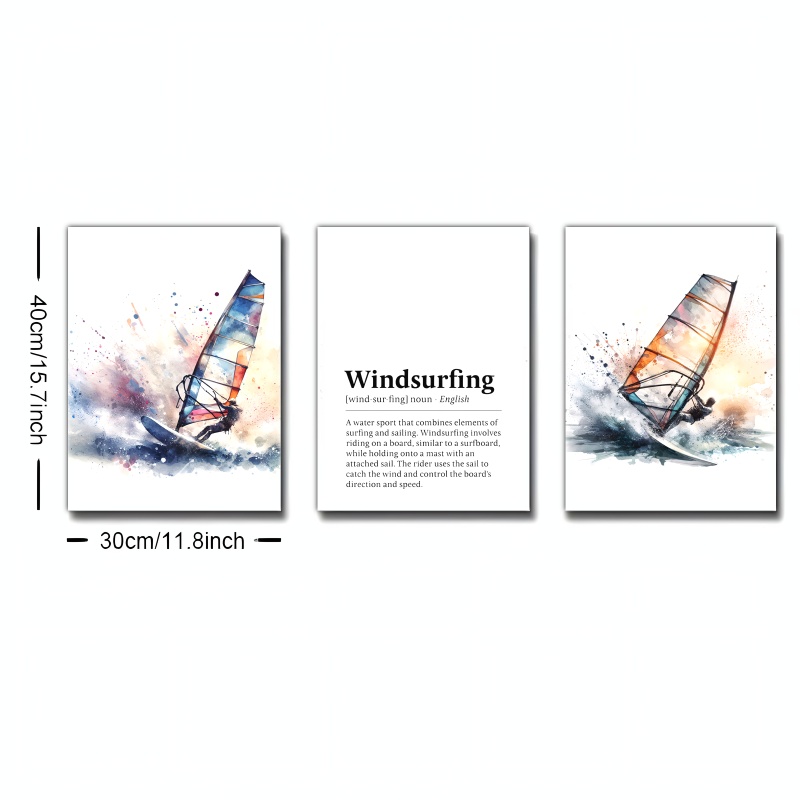 40cm/15.7inch
Windsurfing
[wind·sur·fing] noun · English
A water sport that combines elements of
surfing and sailing. Windsurfing involves
riding on a board, similar to a surfboard,
while holding onto a mast with an
attached sail. The rider uses the sail to
catch the wind and control the board's
direction and speed.
30cm/11.8inch